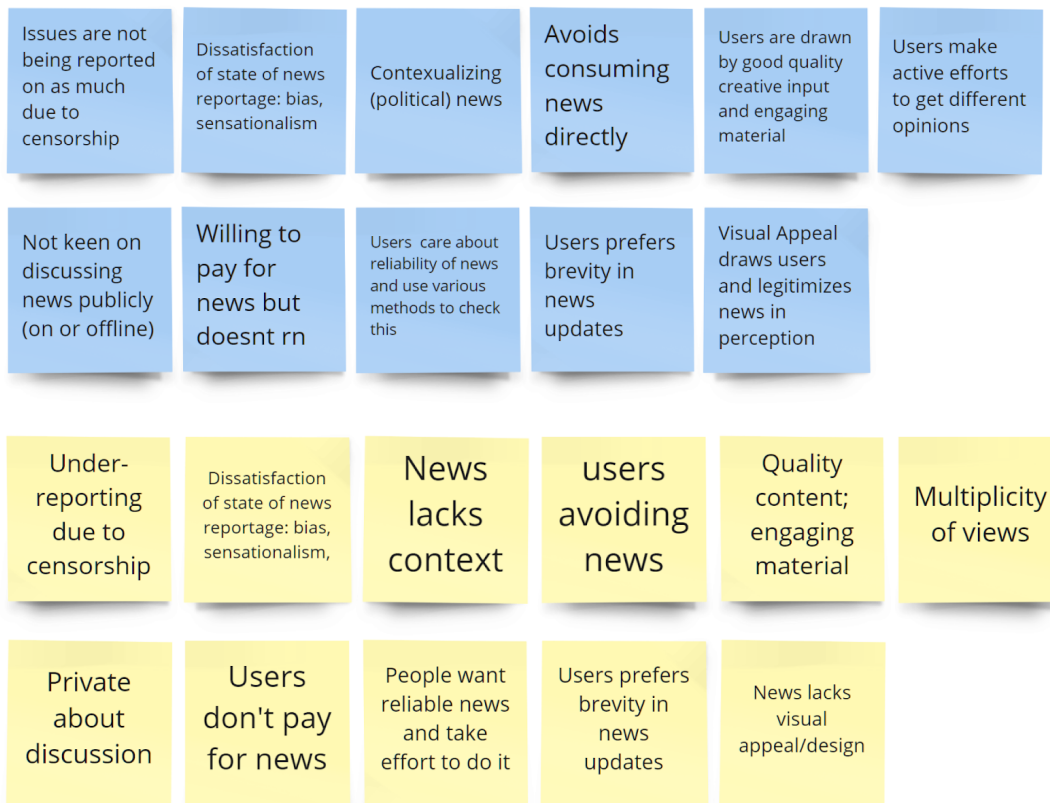 Issues are not
being reported
on as much
due to
censorship
Dissatisfaction
of state of news
reportage: bias,
sensationalism
Contexualizing
(political) news
Avoids
consuming
news
directly
Users are drawn
by good quality
creative input
and engaging
material
Users make
active efforts
to get different
opinions
Not keen on
discussing
news publicly
(on or offline)
Willing to
pay for
news but
doesnt rn
Users care about
reliability of news
and use various
methods to check
this
Users prefers
brevity in
news
updates
Visual Appeal
draws users
and legitimizes
news in
perception
Under-
reporting
due to
censorship
Dissatisfaction
of state of news
reportage: bias,
sensationalism,
News
lacks
context
users
avoiding
news
Quality
content;
engaging
material
Multiplicity
of views
Private
about
discussion
Users
don't pay
for news
People want
reliable news
and take
effort to do it
Users prefers
brevity in
news
updates
News lacks
visual
appeal/design